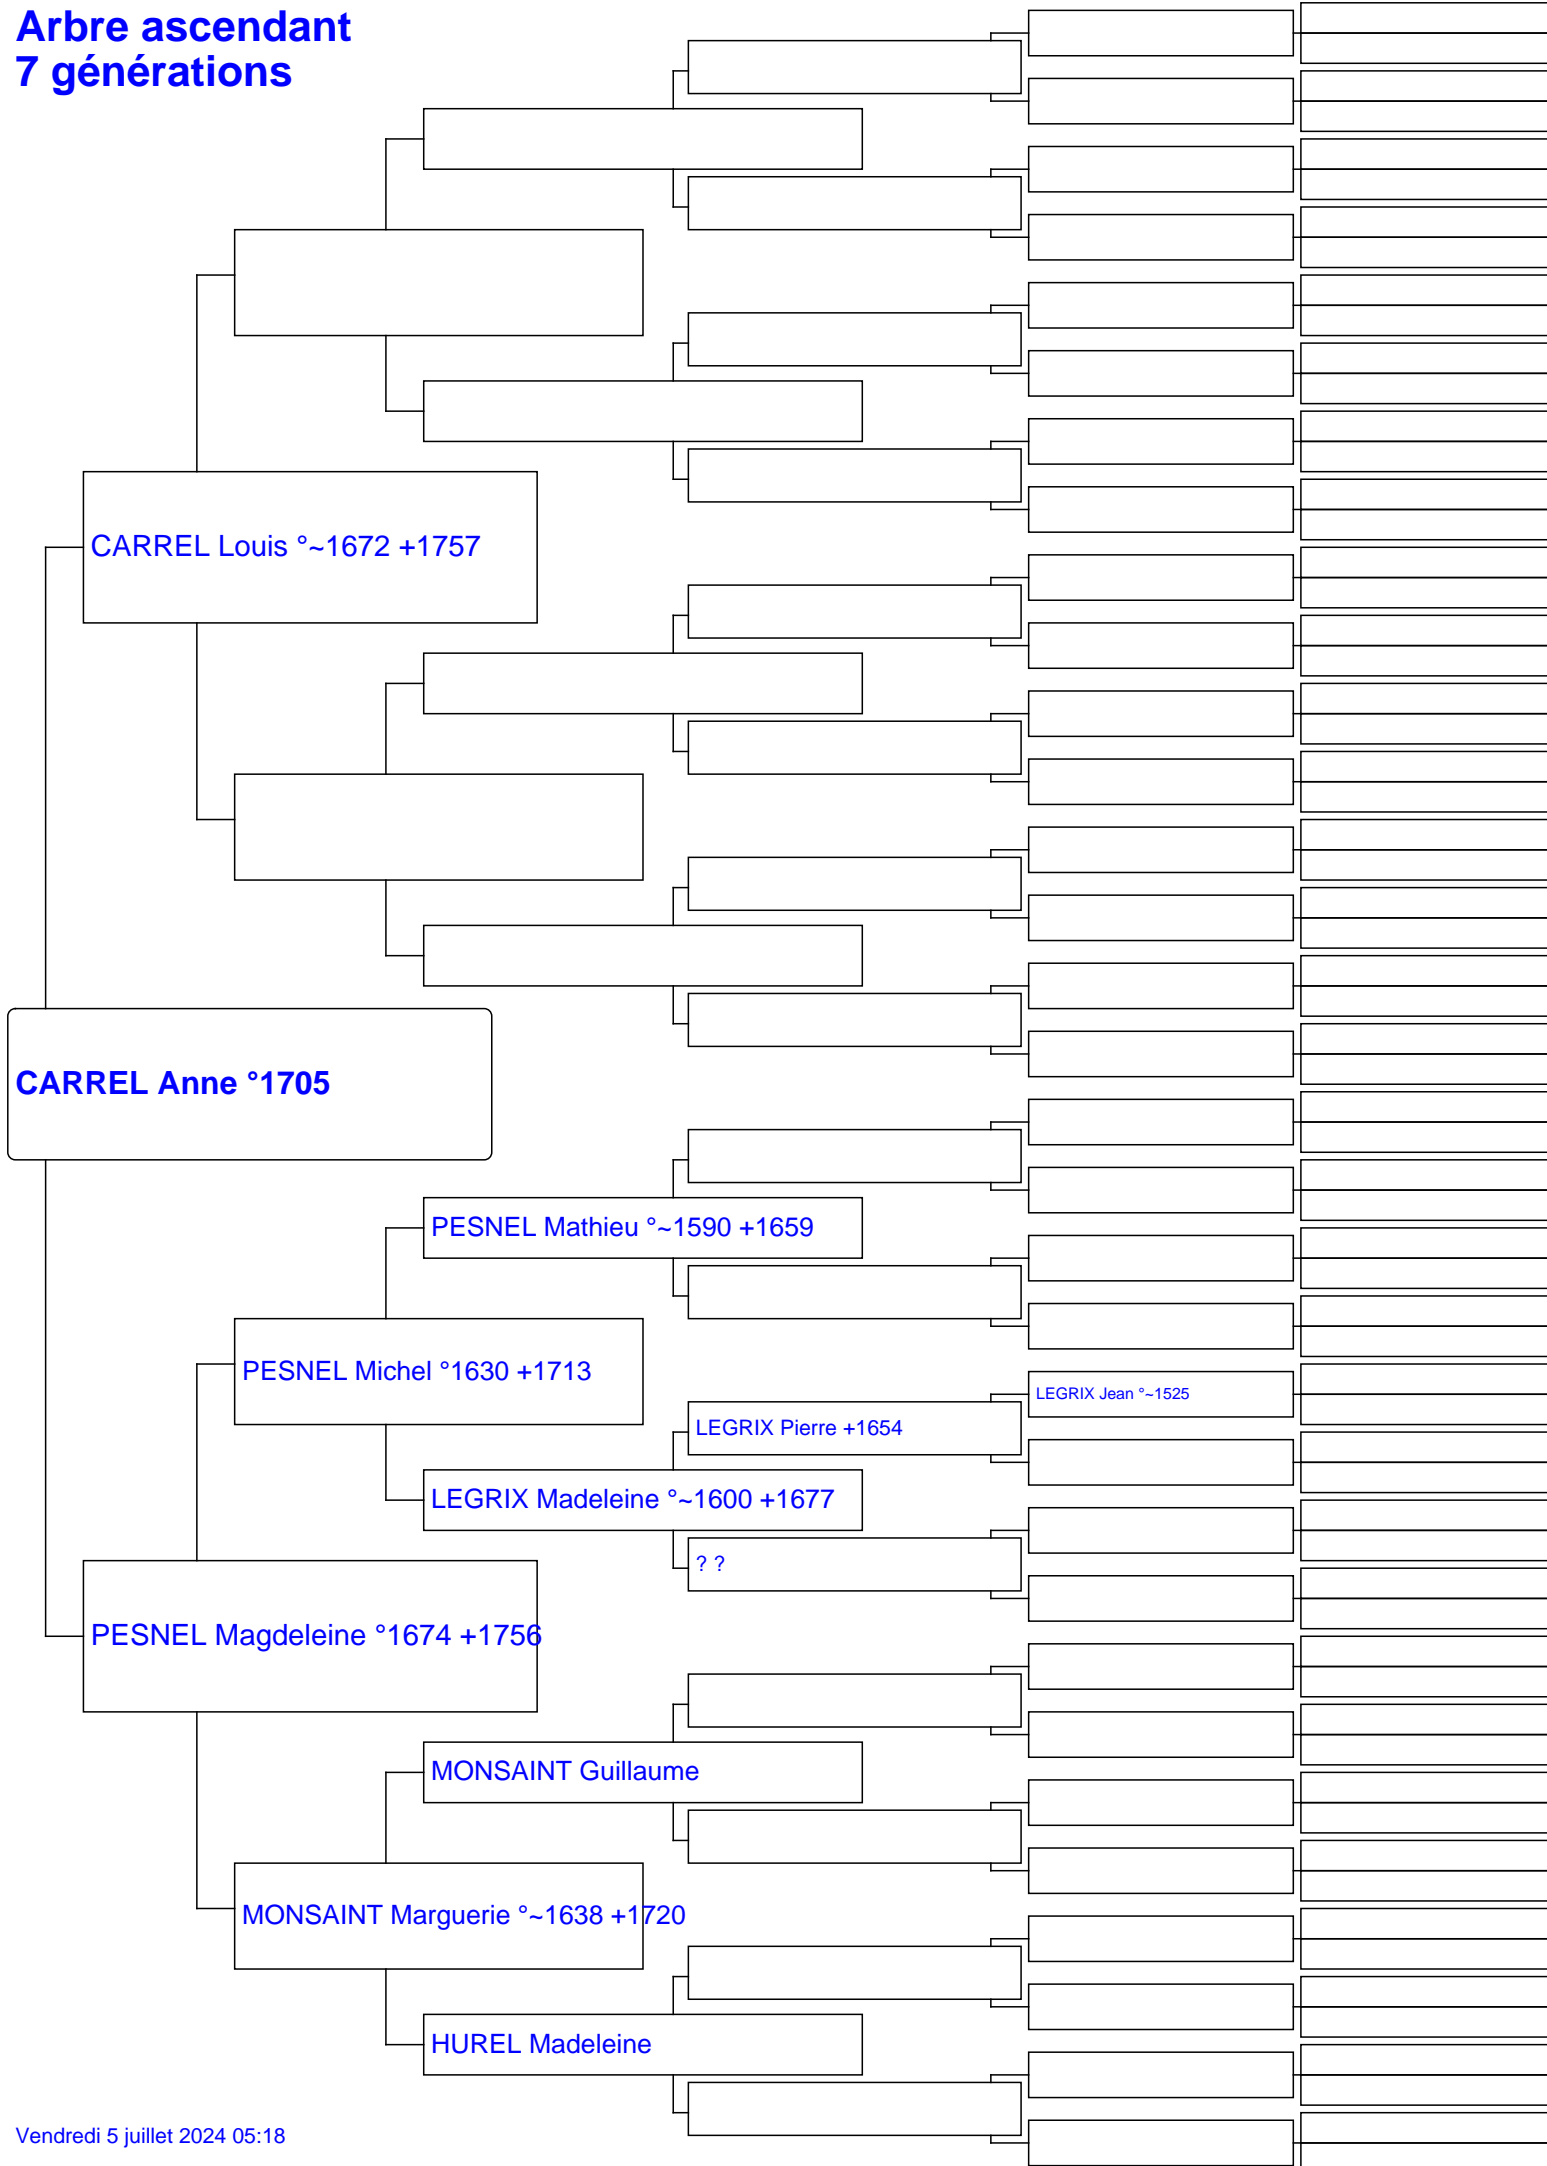 Arbre ascendant
7 générations
CARREL Louis °~1672 +1757
CARREL Anne °1705
PESNEL Mathieu °~1590 +1659
PESNEL Michel °1630 +1713
LEGRIX Jean °~1525
LEGRIX Pierre +1654
LEGRIX Madeleine °~1600 +1677
? ?
PESNEL Magdeleine °1674 +1756
MONSAINT Guillaume
MONSAINT Marguerie °~1638 +1720
HUREL Madeleine
Vendredi 5 juillet 2024 05:18